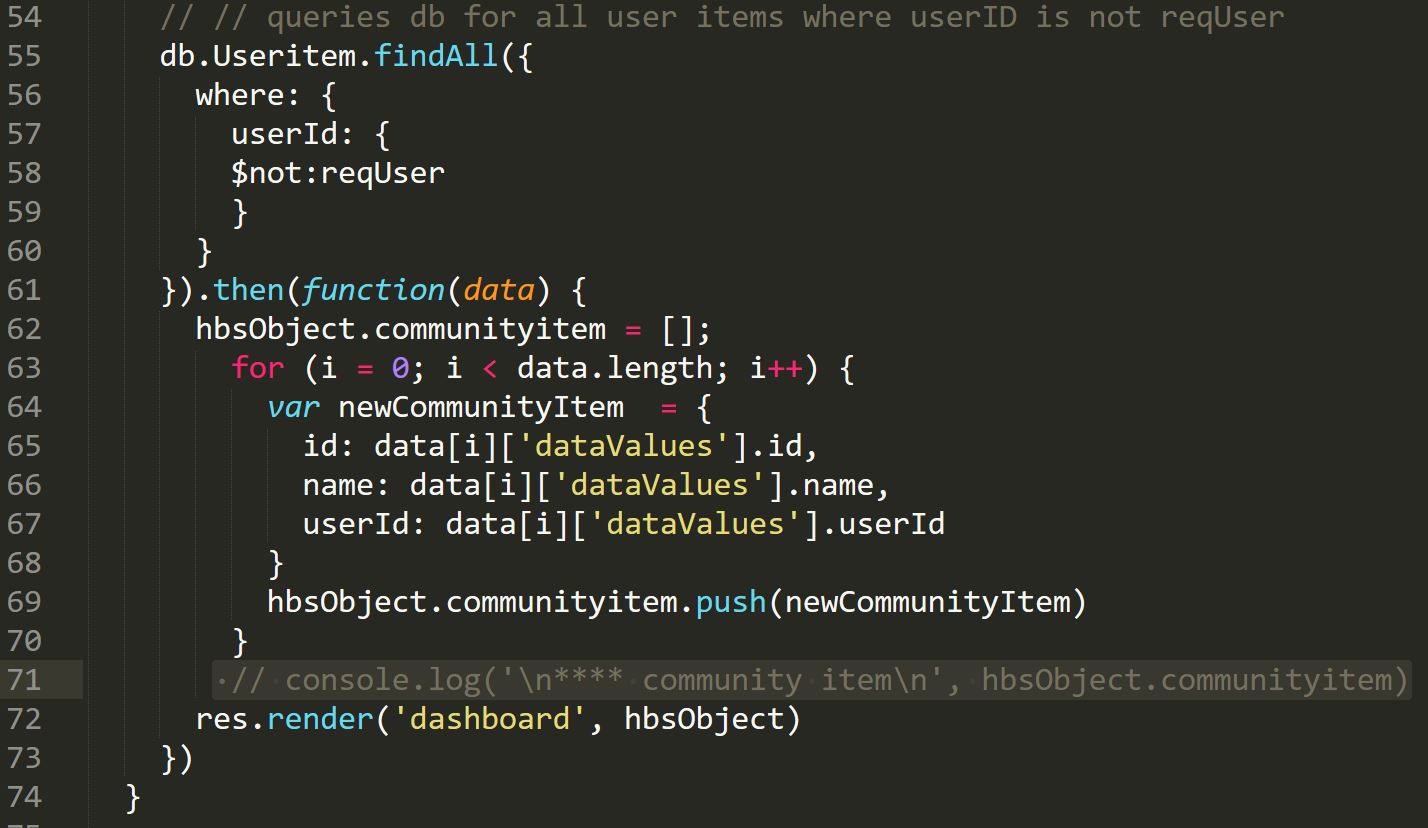 54 // // queries db for all user items where userID is not reqUser
55 db.Useritem.findAll({
56 where: {
57 userId: {
58 $not:reqUser
59 }
60 }
61 }).then(function(data) {
62 hbsObject.communityitem = [];
63 for (i = 0; i < data.length; i++) {
64 var newCommunityItem  = {
65 id: data[i]['dataValues'].id,
66 name: data[i]['dataValues'].name,
67 userId: data[i]['dataValues'].userId
68 }
69 hbsObject.communityitem.push(newCommunityItem)
70 }
71 // console.log('\n**** community item\n', hbsObject.communityitem)
72 res.render('dashboard', hbsObject)
73 })
74 }